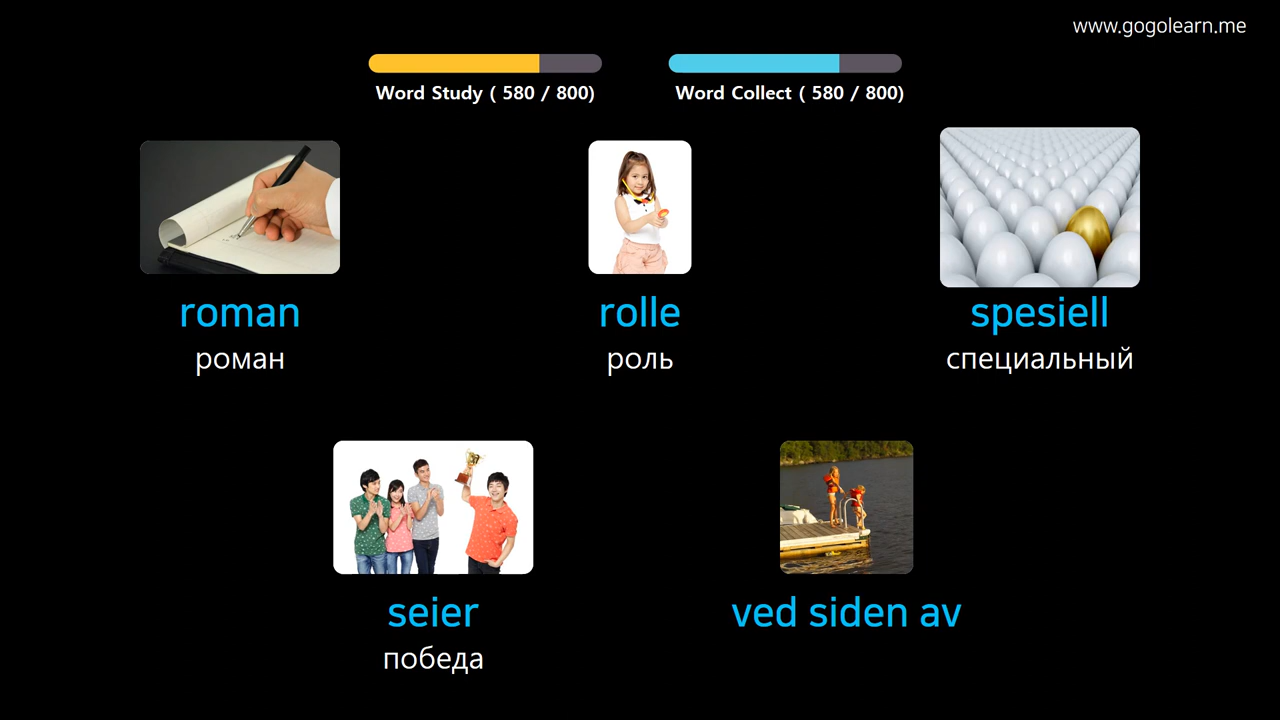 www.gogolearn.me
Word Study ( 580 / 800)
Word Collect ( 580 / 800)
roman
роман
rolle
роль
spesiell
специальный
seier
победа
ved siden av